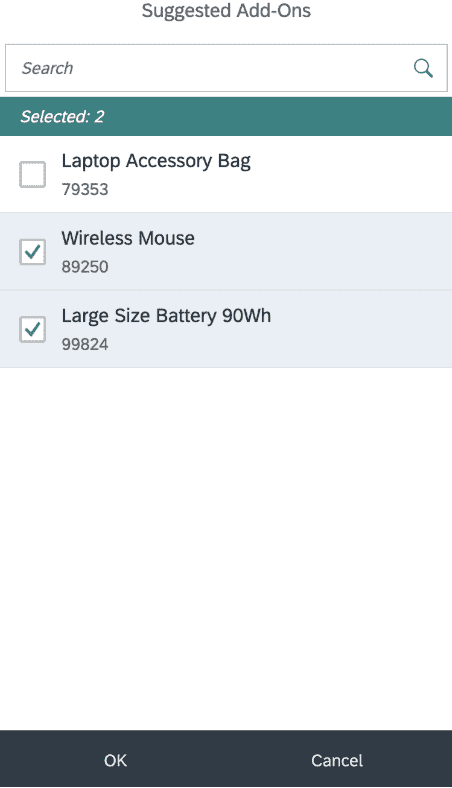 Suggested Add-Ons
Search
Selected: 2
Laptop Accessory Bag
79353
Wireless Mouse
89250
Large Size Battery 90Wh
99824
OK
Cancel